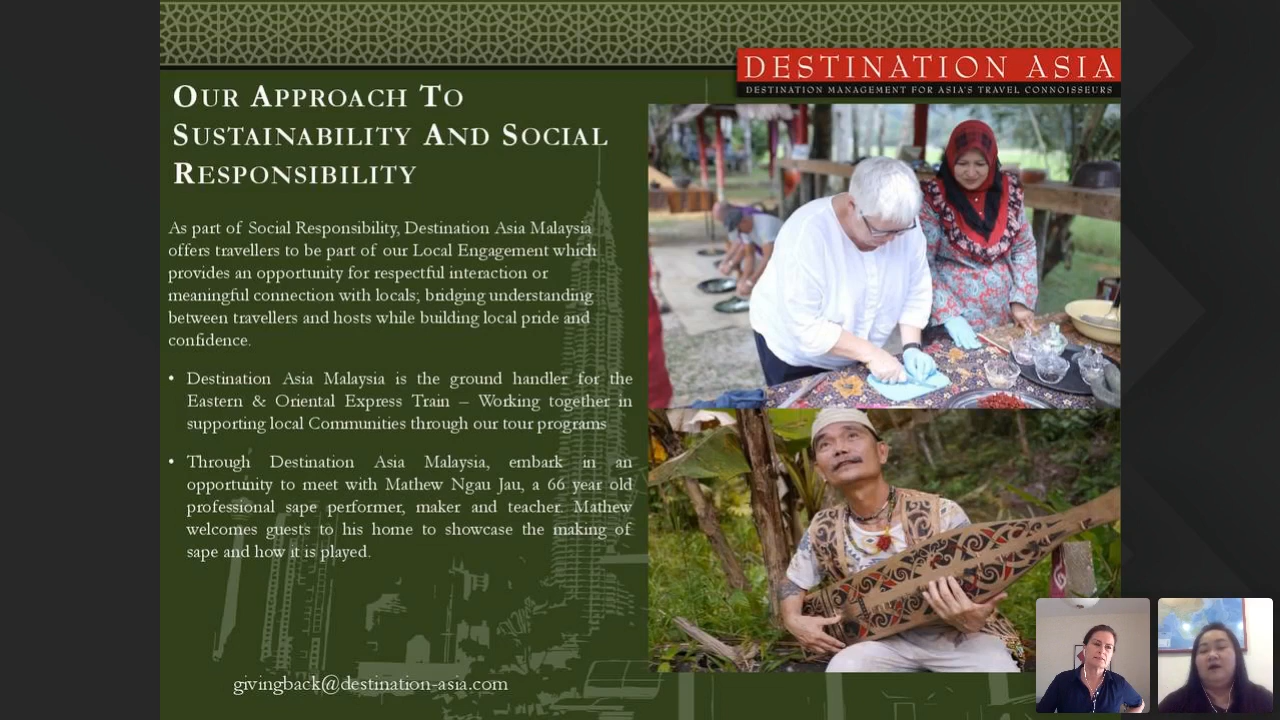 DESTINATION ASIA
DESTINATION MANAGEMENT FOR ASIA'S TRAVEL CONNOISSEURS
OUR APPROACH TO
SUSTAINABILITY AND SOCIAL
RESPONSIBILITY
As part of Social Responsibility, Destination Asia Malaysia
offers travellers to be part of our Local Engagement which
provides an opportunity for respectful interaction or
meaningful connection with locals; bridging understanding
between travellers and hosts while building local pride and
confidence.
• Destination Asia Malaysia is the ground handler for the
Eastern & Oriental Express Train – Working together in
supporting local Communities through our tour programs
• Through Destination Asia Malaysia, embark in an
opportunity to meet with Mathew Ngau Jau, a 66 year old
professional sape performer, maker and teacher. Mathew
welcomes guests to his home to showcase the making of
sape and how it is played.
givingback@destination-asia.com